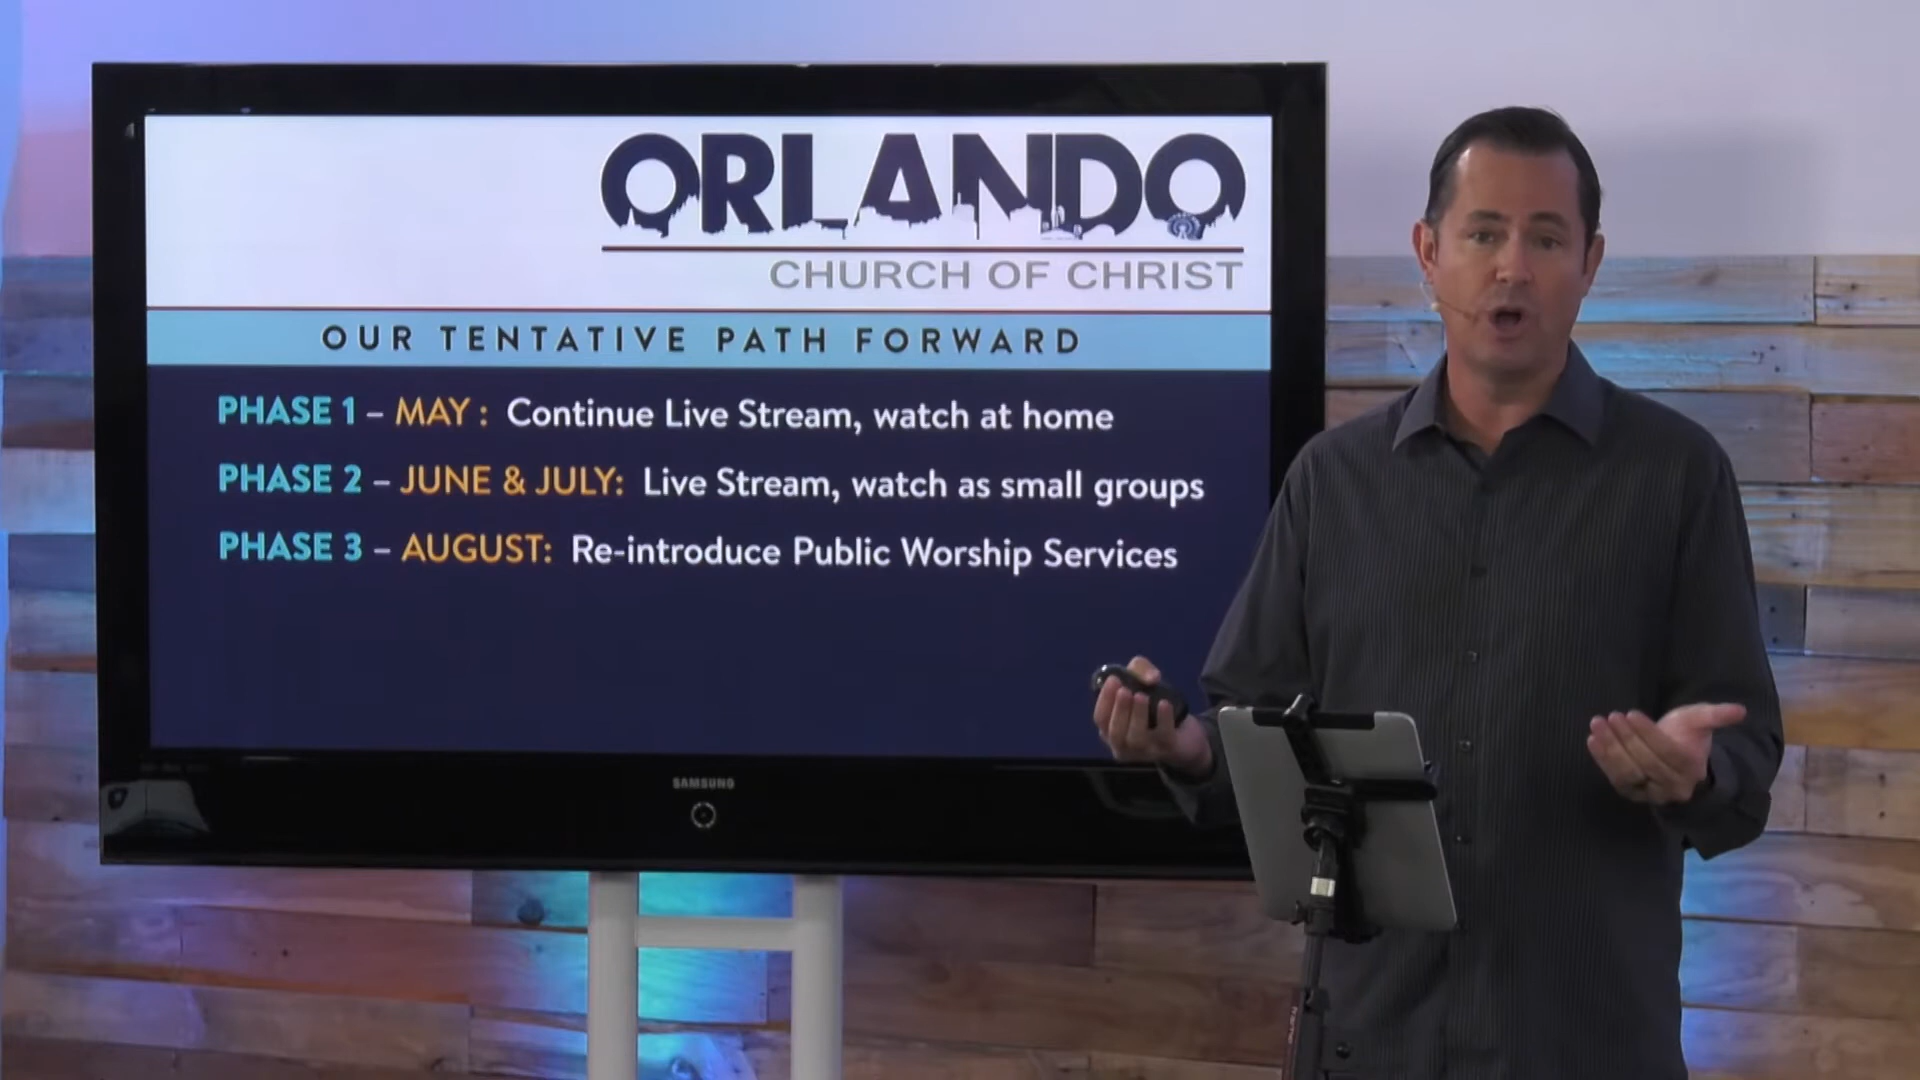 ORLANDO
CHURCH OF CHRIST
OUR TENTATIVE PATH FORWARD
PHASE 1 – MAY : Continue Live Stream, watch at home
PHASE 2 – JUNE & JULY: Live Stream, watch as small groups
PHASE 3 – AUGUST: Re-introduce Public Worship Services
SAMSUNG